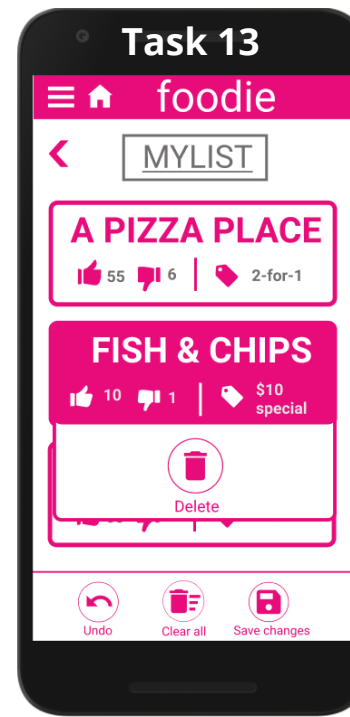 Task 13
foodie
MYLIST
A PIZZA PLACE
55 6 2-for-1
FISH & CHIPS
10 1 $10
special
Delete
Undo Clear all Save changes